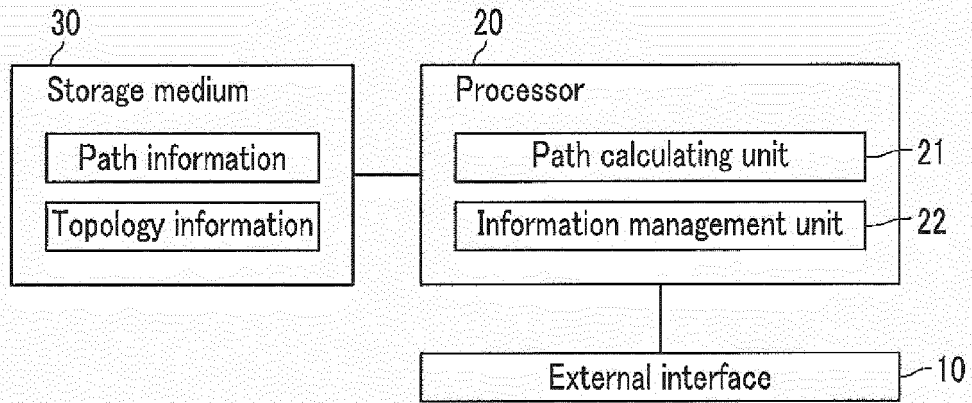 30
Storage medium
Path information
Topology information
20
Processor
Path calculating unit
21
Information management unit
22
External interface
10